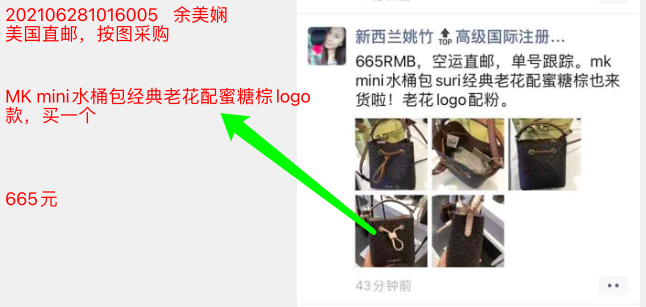 202106281016005 余美娴
美国直邮，按图采购
MK mini水桶包经典老花配蜜糖棕logo
款，买一个
665元
新西兰姚竹🔝高级国际注册...
665RMB，空运直邮，单号跟踪。mk
mini水桶包suri经典老花配蜜糖棕也来
货啦！老花logo配粉。
43分钟前